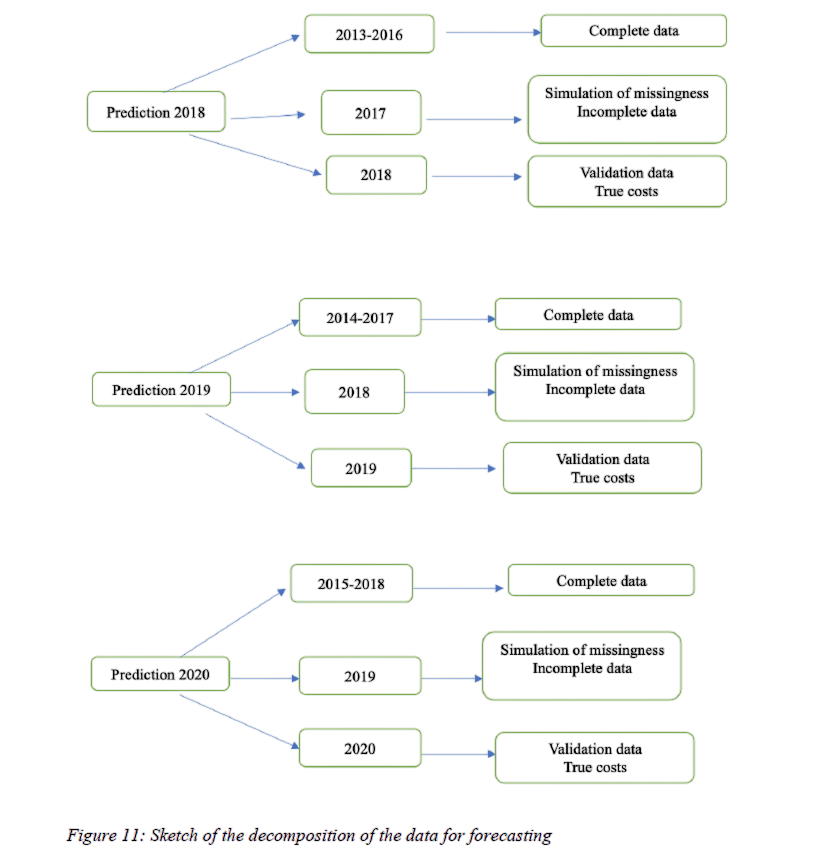 2013-2016
Complete data
Prediction 2018
2017
Simulation of missingness
Incomplete data
2018
Validation data
True costs
2014-2017
Complete data
Prediction 2019
2018
Simulation of missingness
Incomplete data
2019
Validation data
True costs
2015-2018
Complete data
Prediction 2020
2019
Simulation of missingness
Incomplete data
2020
Validation data
True costs
Figure 11: Sketch of the decomposition of the data for forecasting